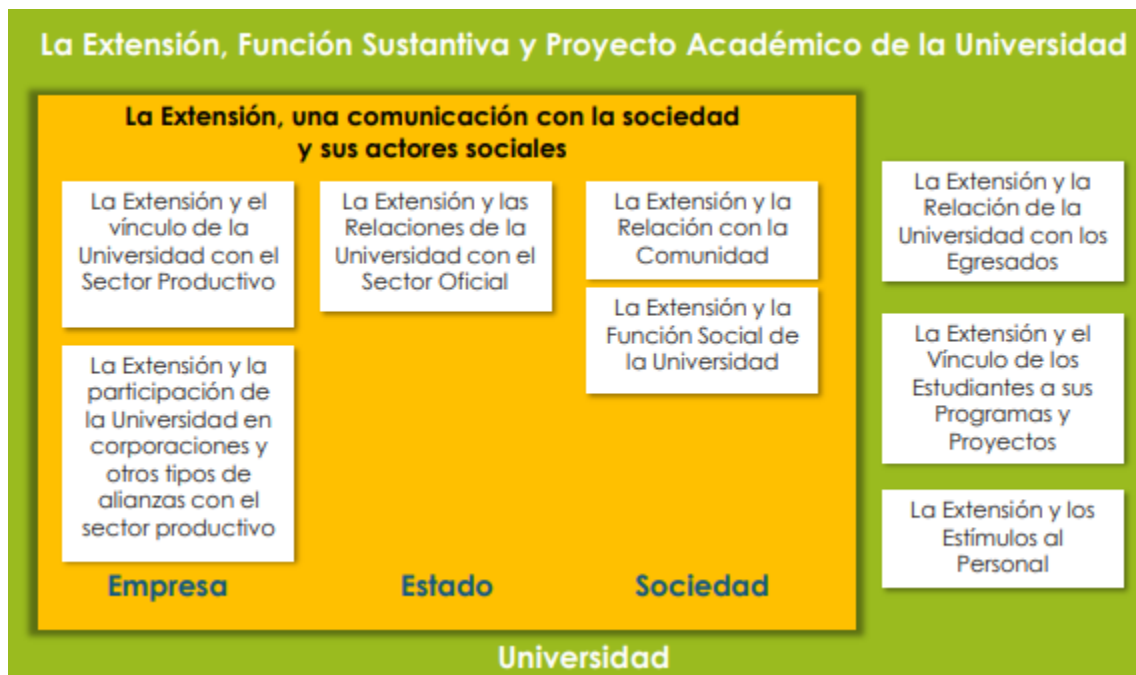 La Extensión, Función Sustantiva y Proyecto Académico de la Universidad
La Extensión, una comunicación con la sociedad
y sus actores sociales
La Extensión y el
vínculo de la
Universidad con el
Sector Productivo
La Extensión y la
participación de
la Universidad en
corporaciones y
otros tipos de
alianzas con el
sector productivo
Empresa
La Extensión y las
Relaciones de la
Universidad con el
Sector Oficial
Estado
La Extensión y la
Relación con la
Comunidad
La Extensión y la
Función Social de
la Universidad
Sociedad
La Extensión y la
Relación de la
Universidad con los
Egresados
La Extensión y el
Vínculo de los
Estudiantes a sus
Programas y
Proyectos
La Extensión y los
Estímulos al
Personal
Universidad